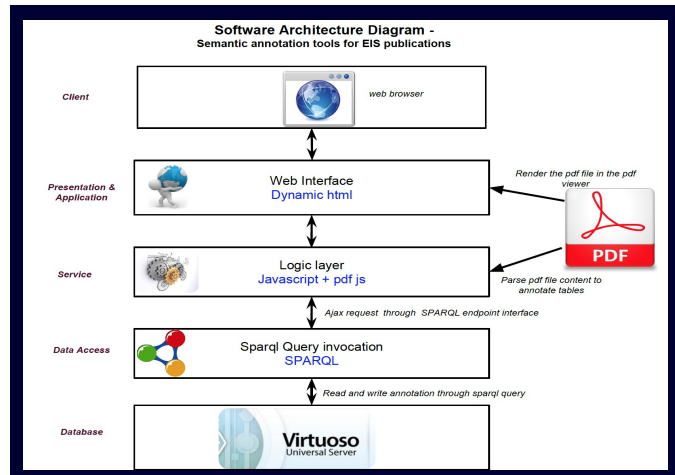 Software Architecture Diagram -
Semantic annotation tools for EIS publications
Client
web browser
Presentation &
Application
Web Interface
Dynamic html
Render the pdf file in the pdf
viewer
PDF
Service
Logic layer
Javascript + pdf js
Parse pdf file content to
annotate tables
Ajax request through SPARQL endpoint interface
Data Access
Sparql Query invocation
SPARQL
Read and write annotation through sparql query
Database
Virtuoso
Universal Server